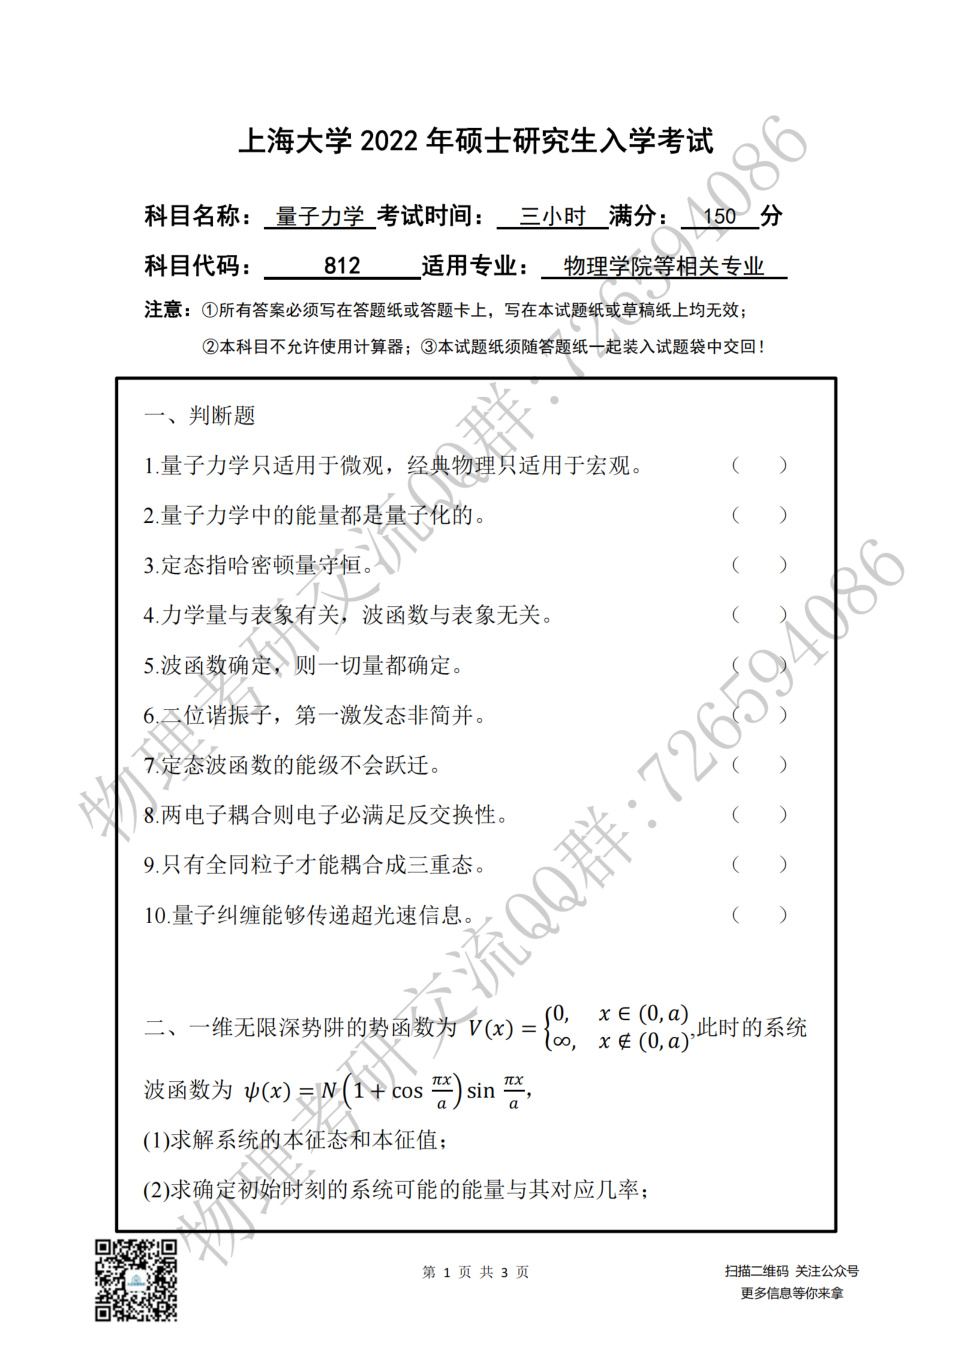 上海大学 2022 年硕士研究生入学考试
科目名称： 量子力学 考试时间： 三小时 满分： 150 分
科目代码： 812 适用专业： 物理学院等相关专业
注意：①所有答案必须写在答题纸或答题卡上，写在本试题纸或草稿纸上均无效；
②本科目不允许使用计算器；③本试题纸须随答题纸一起装入试题袋中交回！
一、判断题
1.量子力学只适用于微观，经典物理只适用于宏观。 （ ）
2.量子力学中的能量都是量子化的。 （ ）
3.定态指哈密顿量守恒。 （ ）
4.力学量与表象有关，波函数与表象无关。 （ ）
5.波函数确定，则一切量都确定。 （ ）
6.二位谐振子，第一激发态非简并。 （ ）
7.定态波函数的能级不会跃迁。 （ ）
8.两电子耦合则电子必满足反交换性。 （ ）
9.只有全同粒子才能耦合成三重态。 （ ）
10.量子纠缠能够传递超光速信息。 （ ）
二、一维无限深势阱的势函数为 V(x) = {0, x ∈ (0, a) ∞, x ∉ (0, a),此时的系统
波函数为 ψ(x) = N (1 + cos πx/a) sin πx/a，
(1)求解系统的本征态和本征值；
(2)求确定初始时刻的系统可能的能量与其对应几率；
第 1 页 共 3 页
扫描二维码 关注公众号
更多信息等你来拿
物理考研交流QQ群:726594086
物理考研交流QQ群:726594086